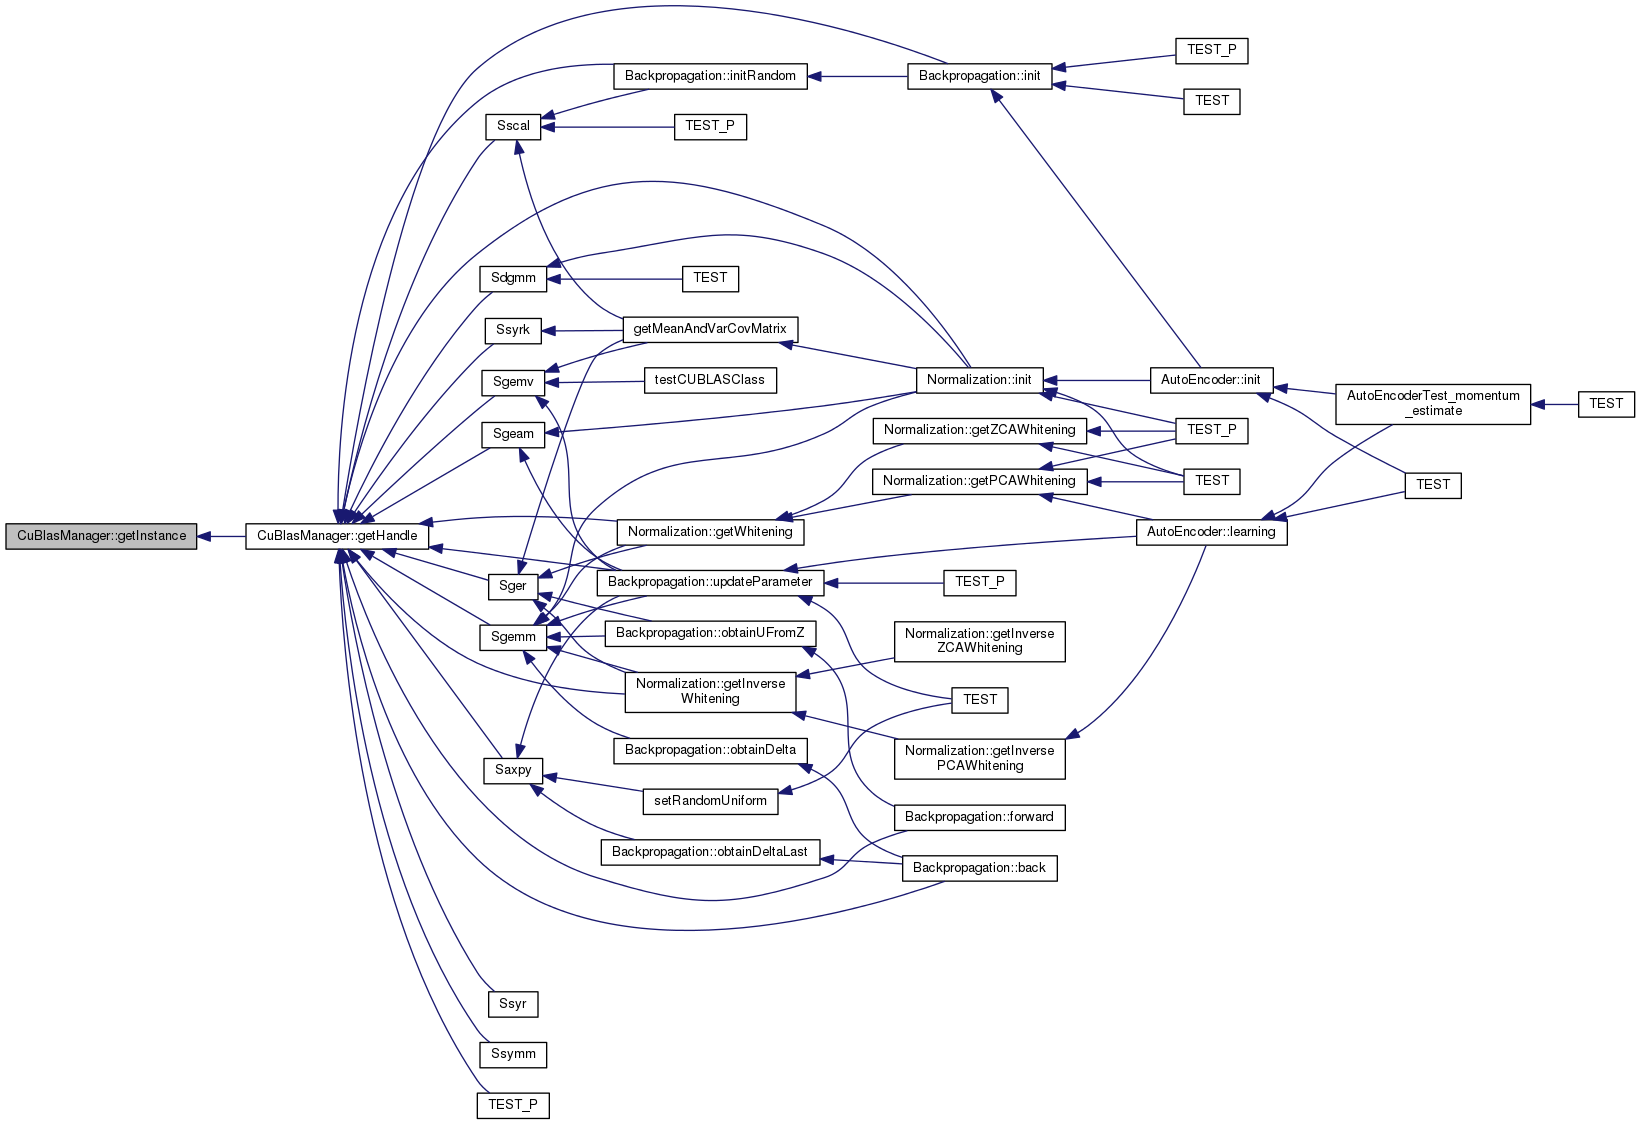 TEST_P
Backpropagation::initRandom
Backpropagation::init
TEST
Sscal
TEST_P
Sdgmm
TEST
Ssyrk
getMeanAndVarCovMatrix
Sgemv
testCUBLASClass
Normalization::init
AutoEncoder::init
AutoEncoderTest_momentum
_estimate
TEST
Sgeam
Normalization::getZCAWhitening
TEST_P
Normalization::getPCAWhitening
TEST
TEST
CuBlasManager::getInstance
CuBlasManager::getHandle
Normalization::getWhitening
AutoEncoder::learning
Sger
Backpropagation::updateParameter
TEST_P
Sgemm
Backpropagation::obtainUFromZ
Normalization::getInverse
ZCAWhitening
Normalization::getInverse
Whitening
TEST
Backpropagation::obtainDelta
Normalization::getInverse
PCAWhitening
Saxpy
setRandomUniform
Backpropagation::forward
Backpropagation::obtainDeltaLast
Backpropagation::back
Ssyr
Ssymm
TEST_P